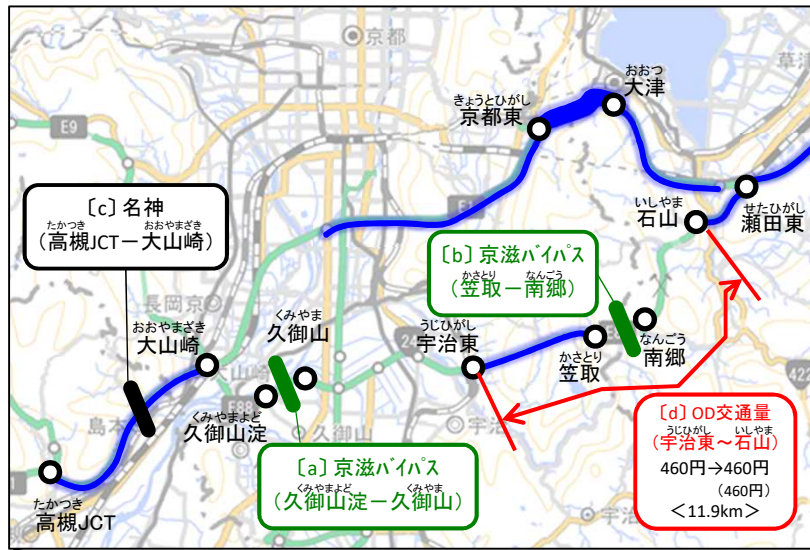 京都
草津
おおつ
大津
きょうとひがし
京都東
E9
E1
〔c〕名神
たかつき おおやまざき
(高槻JCT－大山崎)
いしやま
石山
せたひがし
瀬田東
〔b〕京滋バイパス
かさとり なんごう
(笠取－南郷)
長岡京
おおやまざき
大山崎
大山崎
くみやま
久御山
うじひがし
宇治東
24
かさとり
笠取
なんごう
南郷
422
島本
E88
くみやまよど
久御山淀
久御山
宇治
〔d〕OD交通量
うじひがし いしやま
(宇治東～石山)
460円→460円
(460円)
＜11.9km＞
〔a〕京滋バイパス
くみやまよど くみやま
(久御山淀－久御山)
たかつき
高槻JCT
宇治